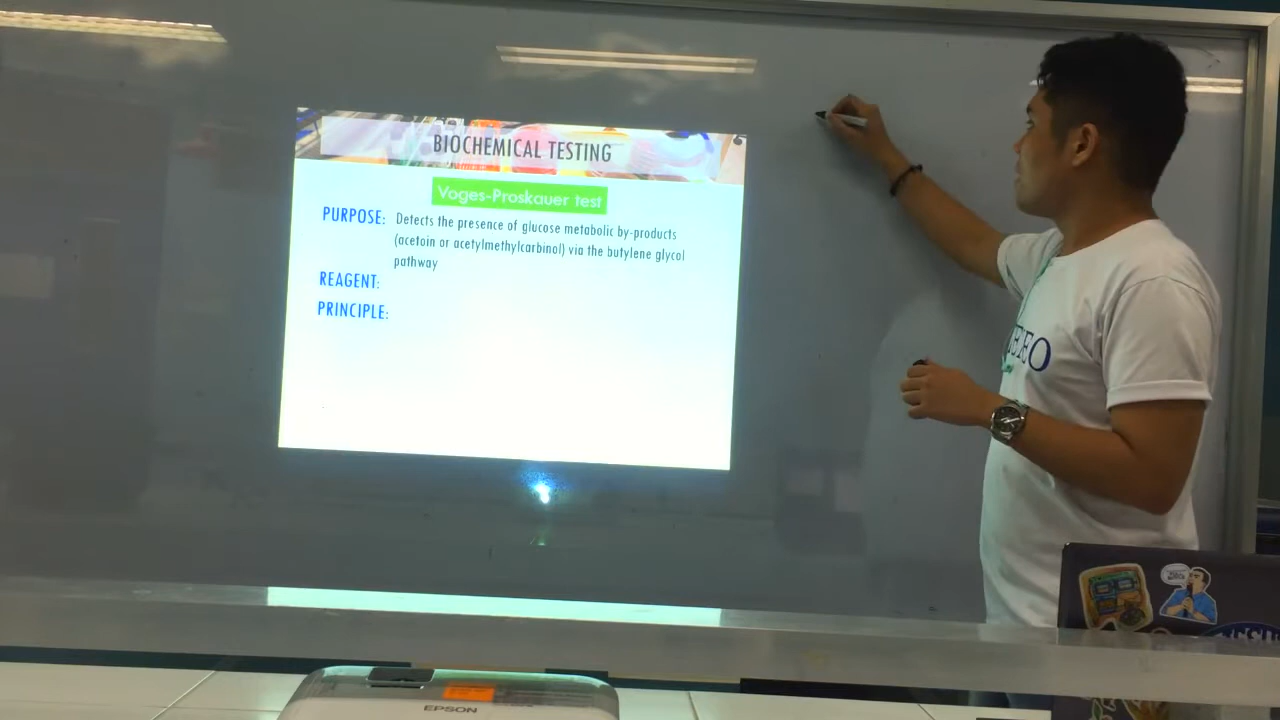 BIOCHEMICAL TESTING
Voges-Proskauer test
PURPOSE: Detects the presence of glucose metabolic by-products
(acetoin or acetylmethylcarbinol) via the butylene glycol
pathway
REAGENT:
PRINCIPLE:
EPSON